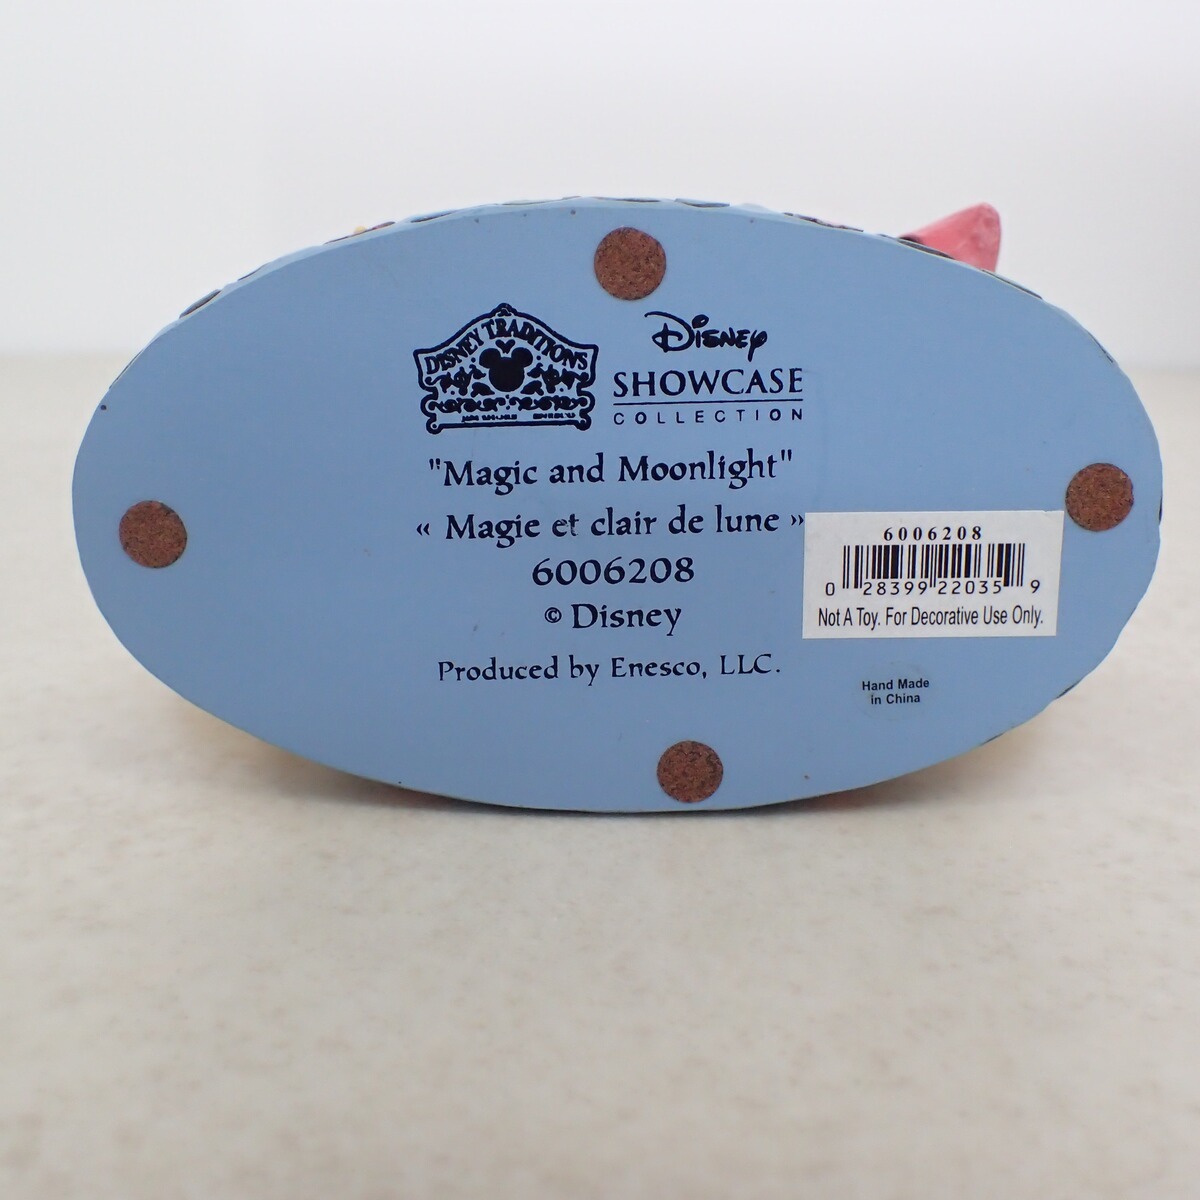 DISNEY TRADITIONS
Disney
SHOWCASE
COLLECTION
"Magic and Moonlight"
« Magie et clair de lune »
6006208
© Disney
Produced by Enesco, LLC.
6006208
0 28399 22035 9
Not A Toy. For Decorative Use Only.
Hand Made
in China